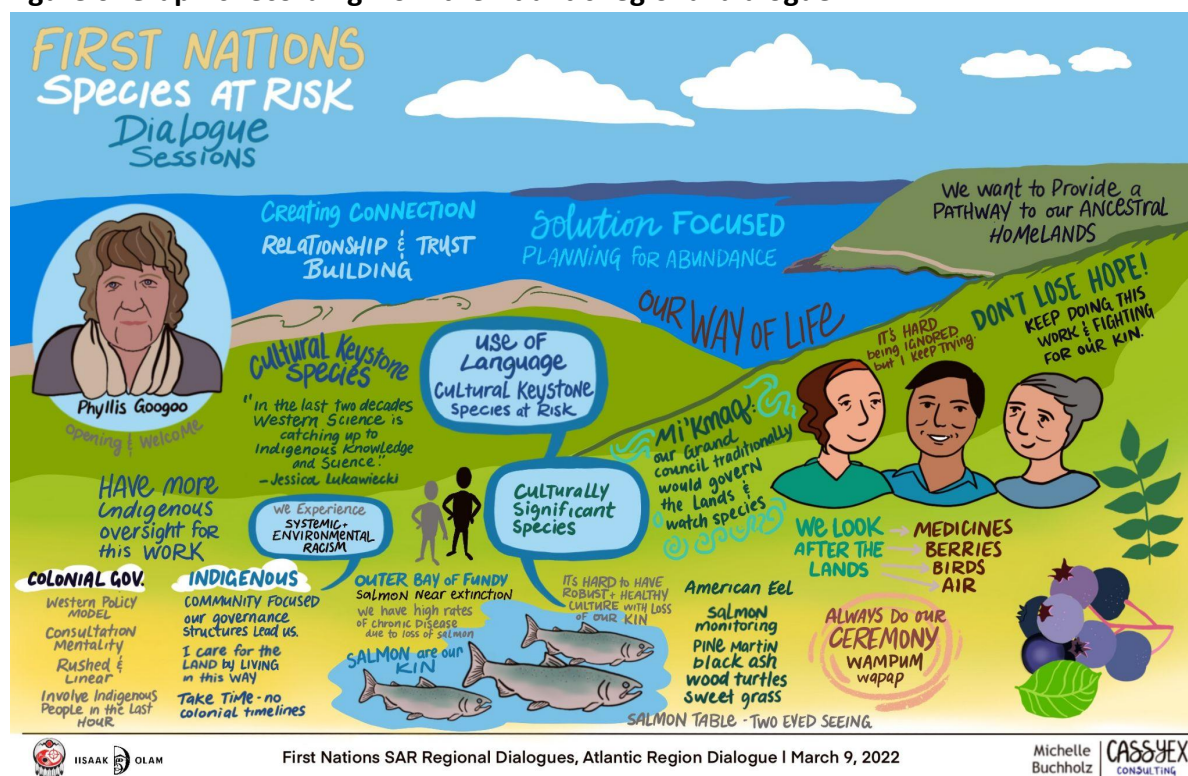 FIRST NATIONS
SPECIES AT RISK
Dialogue
SESSIONS
Creating CONNECTION
RELATIONSHIP & TRUST
BUILDING
Solution FOCUSED
PLANNING FOR ABUNDANCE
We want to Provide a
PATHWAY to our ANCESTRAL
HOMELANDS
Phyllis Googoo
Opening & Welcome
Cultural Keystone
Species
"In the last two decades
Western Science is
catching up to
Indigenous Knowledge
and Science."
- Jessica Lukawiecki
USE OF
Language
Cultural Keystone
Species at Risk
OUR WAY OF LIFE
IT'S HARD
being IGNORED
but I keep trying.
DON'T LOSE HOPE!
KEEP DOING THIS
WORK & FIGHTING
FOR OUR KIN.
Mi'kmaq:
our Grand
council traditionally
would govern
the Lands &
watch species
HAVE more
Indigenous
oversight for
this WORK
we Experience
SYSTEMIC +
ENVIRONMENTAL
RACISM
Culturally
Significant
Species
WE LOOK
AFTER THE
LANDS
MEDICINES
BERRIES
BIRDS
AIR
COLONIAL GOV.
Western Policy
MODEL
Consultation
Mentality
Rushed &
Linear
Involve Indigenous
People in the Last
HOUR
INDIGENOUS
COMMUNITY FOCUSED
our governance
structures Lead us.
I care for the
LAND by LIVING
in this WAY
Take Time - no
colonial timelines
OUTER BAY OF FUNDY
Salmon Near extinction
we have high rates
of chronic Disease
due to loss of salmon
SALMON are our
KIN
IT'S HARD to HAVE
ROBUST + HEALTHY
CULTURE WITH LOSS
OF OUR KIN
American Eel
Salmon
monitoring
Pine Martin
black ash
wood turtles
sweet grass
SALMON TABLE - TWO EYED SEEING
ALWAYS DO OUR
CEREMONY
WAMPUM
wapap
IISAAK OLAM
First Nations SAR Regional Dialogues, Atlantic Region Dialogue | March 9, 2022
Michelle
Buchholz
CASSYEX
CONSULTING